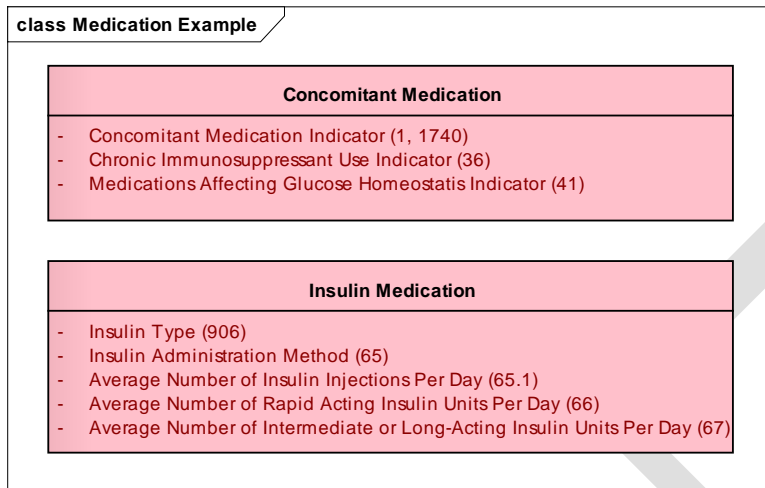 class Medication Example
Concomitant Medication
- Concomitant Medication Indicator (1, 1740)
- Chronic Immunosuppressant Use Indicator (36)
- Medications Affecting Glucose Homeostatis Indicator (41)
Insulin Medication
- Insulin Type (906)
- Insulin Administration Method (65)
- Average Number of Insulin Injections Per Day (65.1)
- Average Number of Rapid Acting Insulin Units Per Day (66)
- Average Number of Intermediate or Long-Acting Insulin Units Per Day (67)